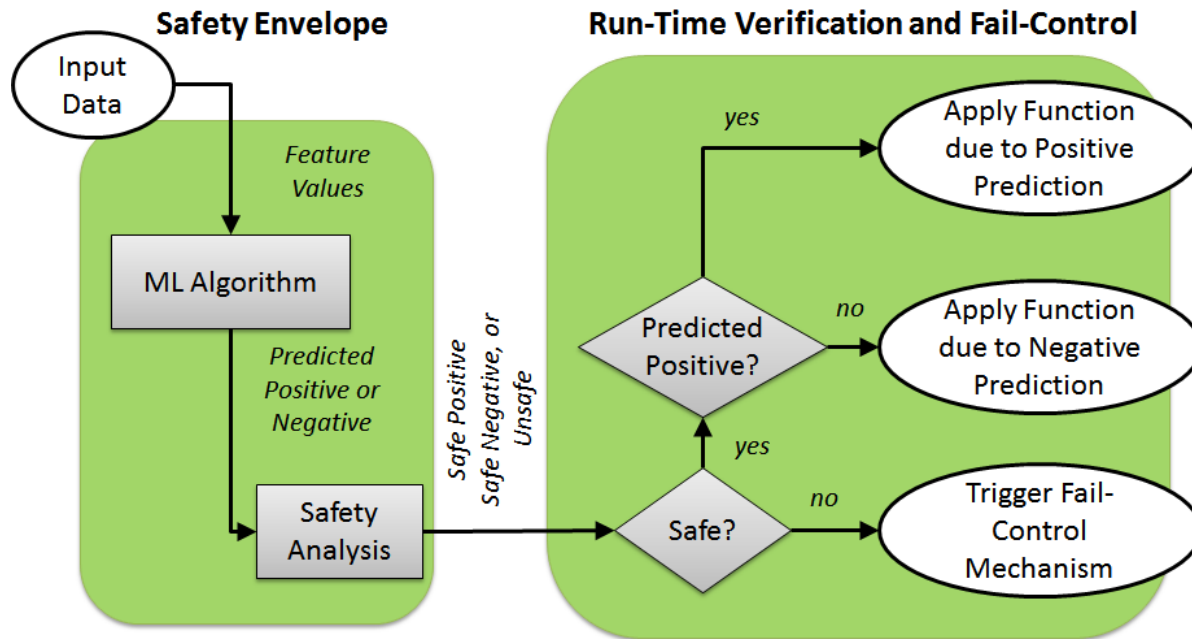 Safety Envelope
Run-Time Verification and Fail-Control
Input
Data
Feature
Values
ML Algorithm
Predicted
Positive or
Negative
Safety
Analysis
Safe Positive
Safe Negative, or
Unsafe
Safe?
yes
no
Predicted
Positive?
yes
no
Apply Function
due to Positive
Prediction
Apply Function
due to Negative
Prediction
Trigger Fail-
Control
Mechanism